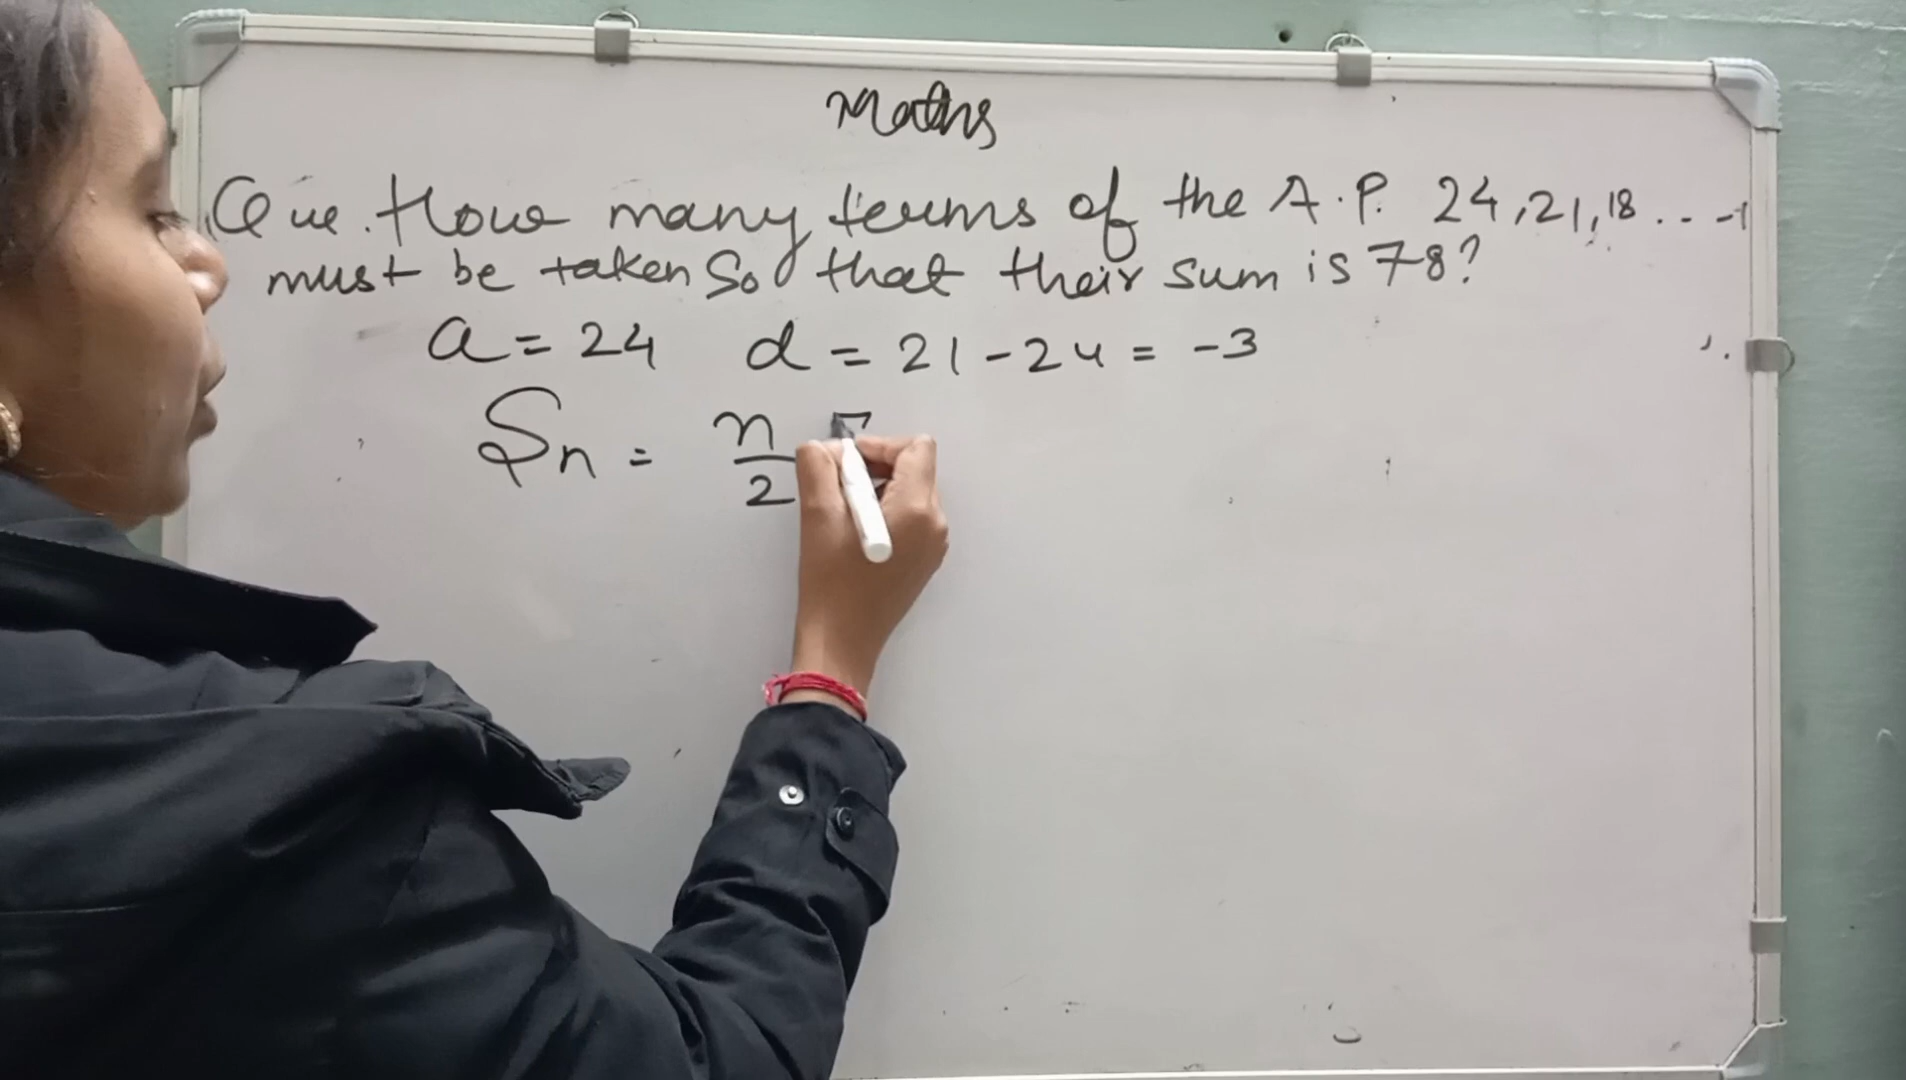 Maths
Que. How many terms of the A.P. 24, 21, 18 . . - -
must be taken so that their sum is 78?
a = 24 d = 21 - 24 = -3
Sn = n/2 [